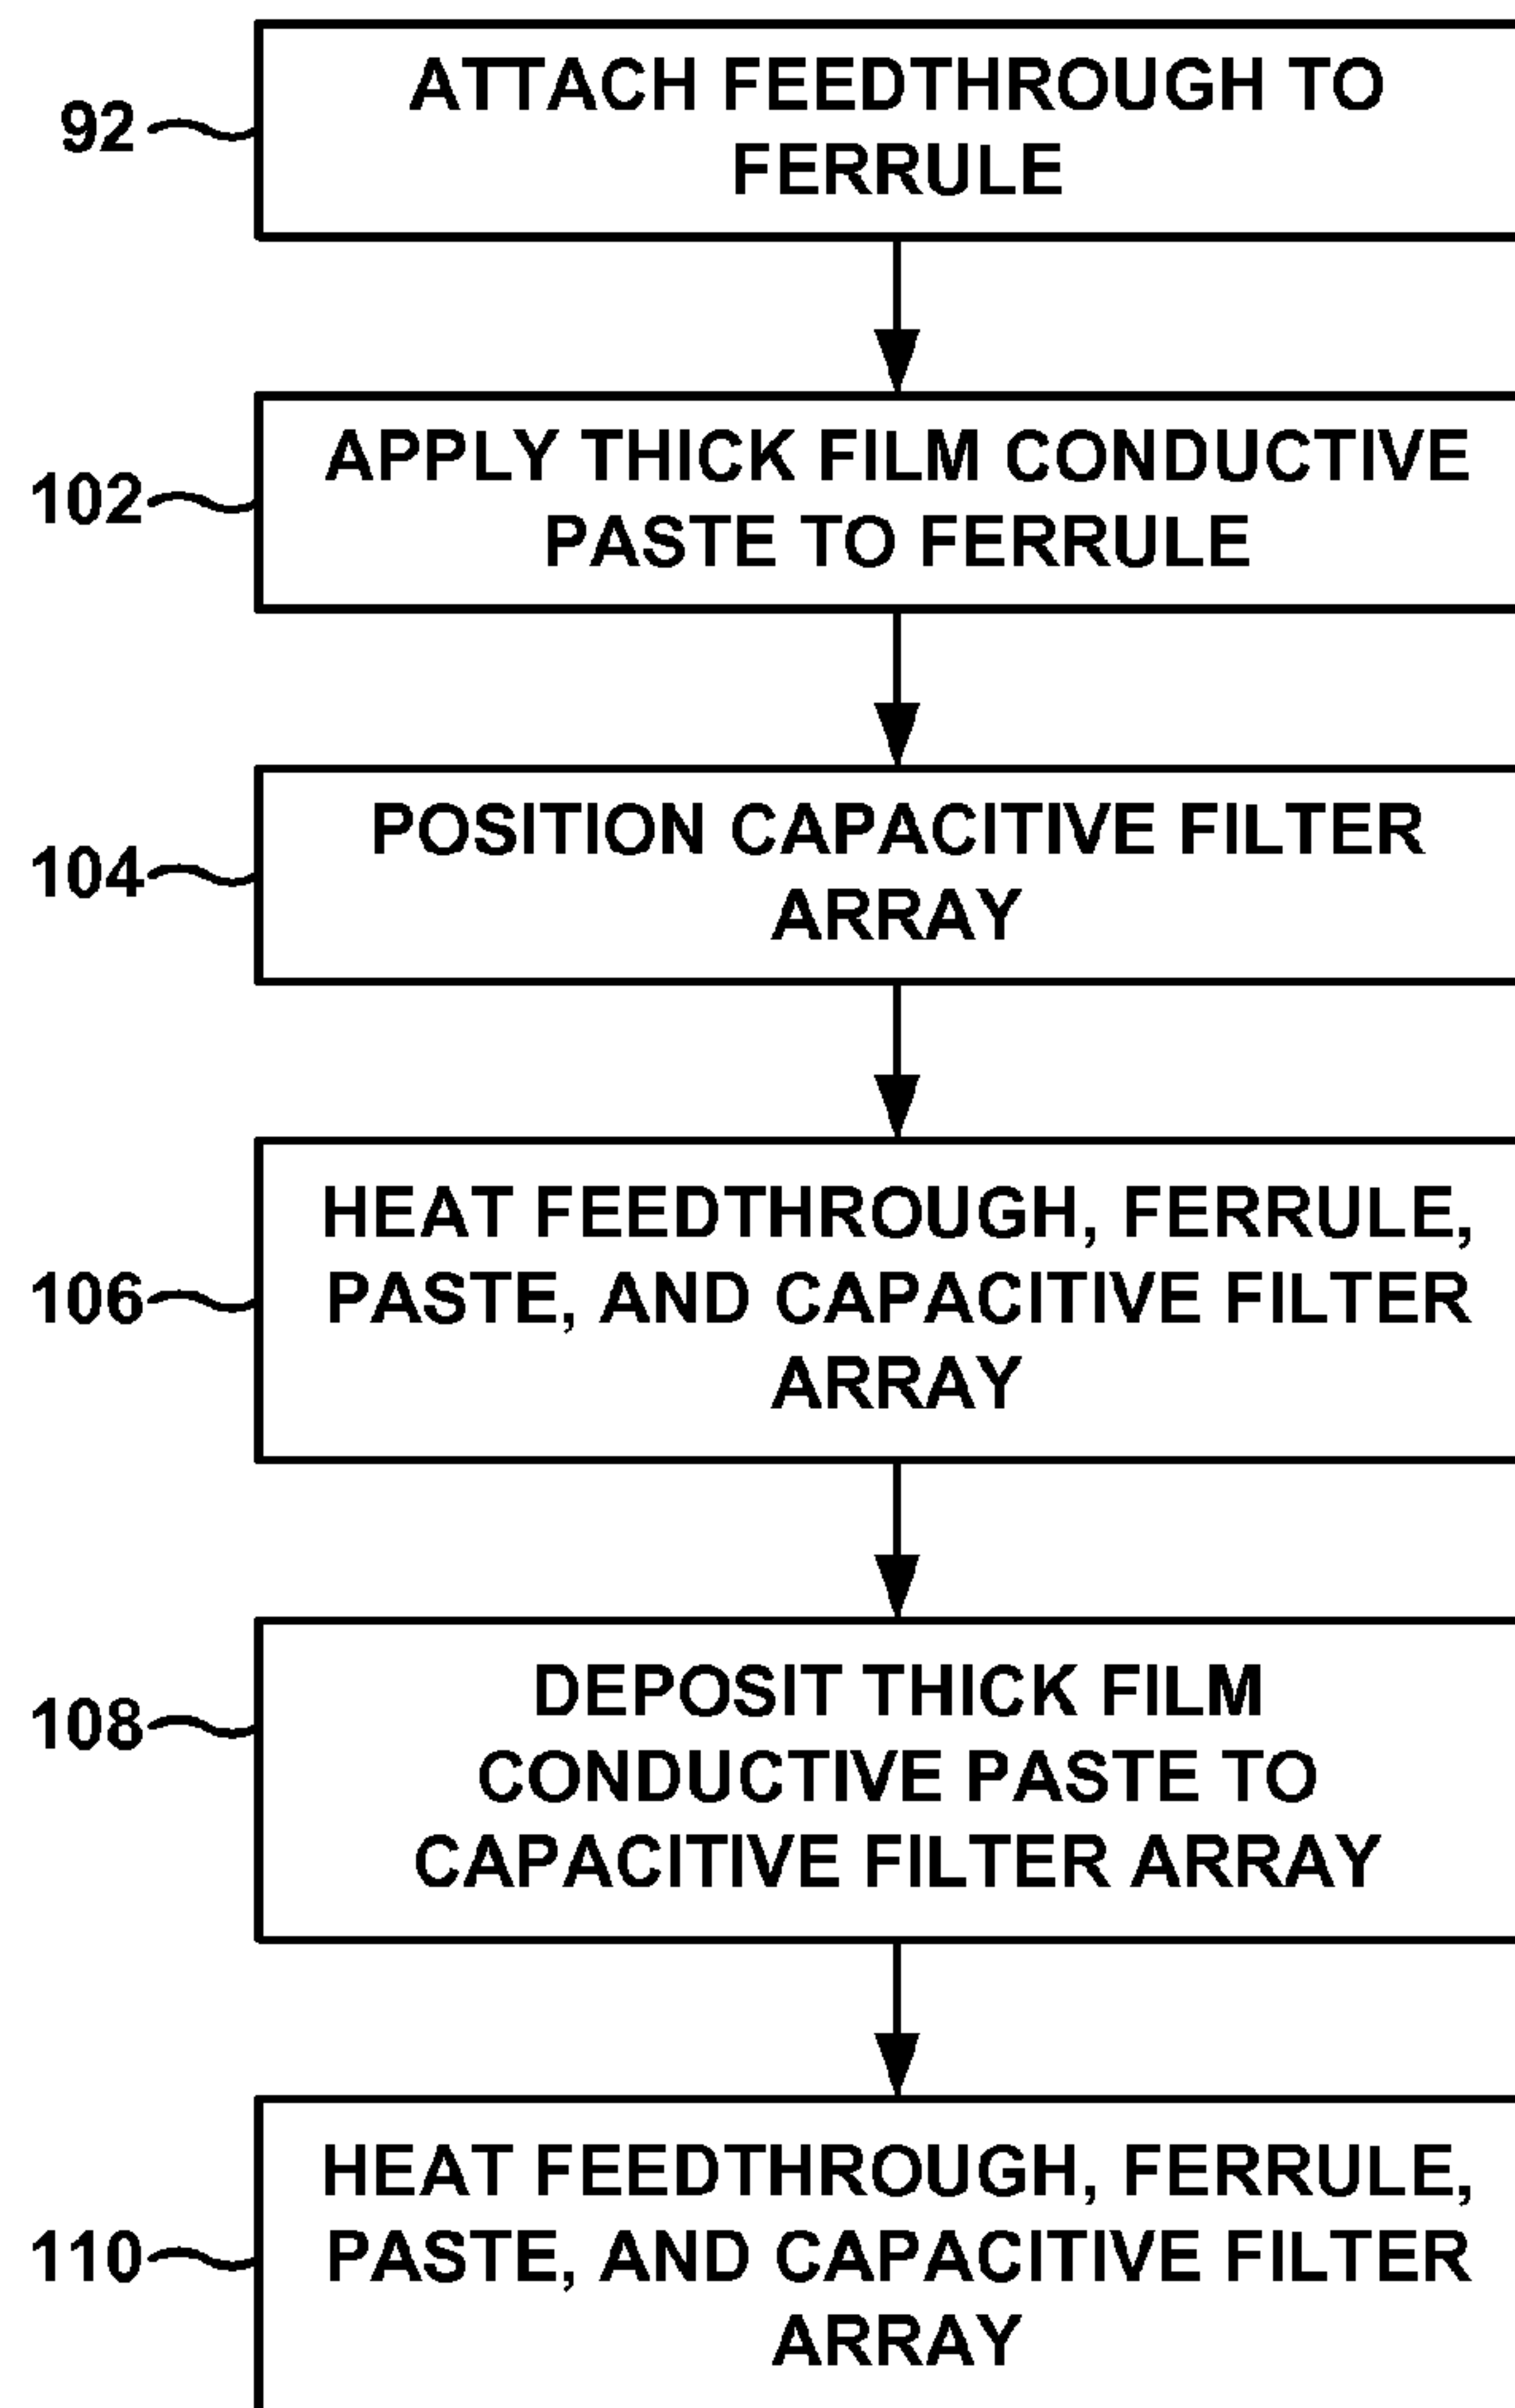 92
ATTACH FEEDTHROUGH TO
FERRULE
102
APPLY THICK FILM CONDUCTIVE
PASTE TO FERRULE
104
POSITION CAPACITIVE FILTER
ARRAY
106
HEAT FEEDTHROUGH, FERRULE,
PASTE, AND CAPACITIVE FILTER
ARRAY
108
DEPOSIT THICK FILM
CONDUCTIVE PASTE TO
CAPACITIVE FILTER ARRAY
110
HEAT FEEDTHROUGH, FERRULE,
PASTE, AND CAPACITIVE FILTER
ARRAY